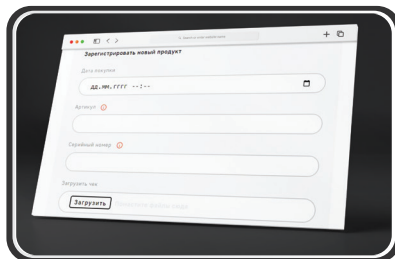 Зарегистрировать новый продукт
Дата покупки
ДД.ММ.ГГГГ --:--
Артикул
Серийный номер
Загрузить чек
Загрузить